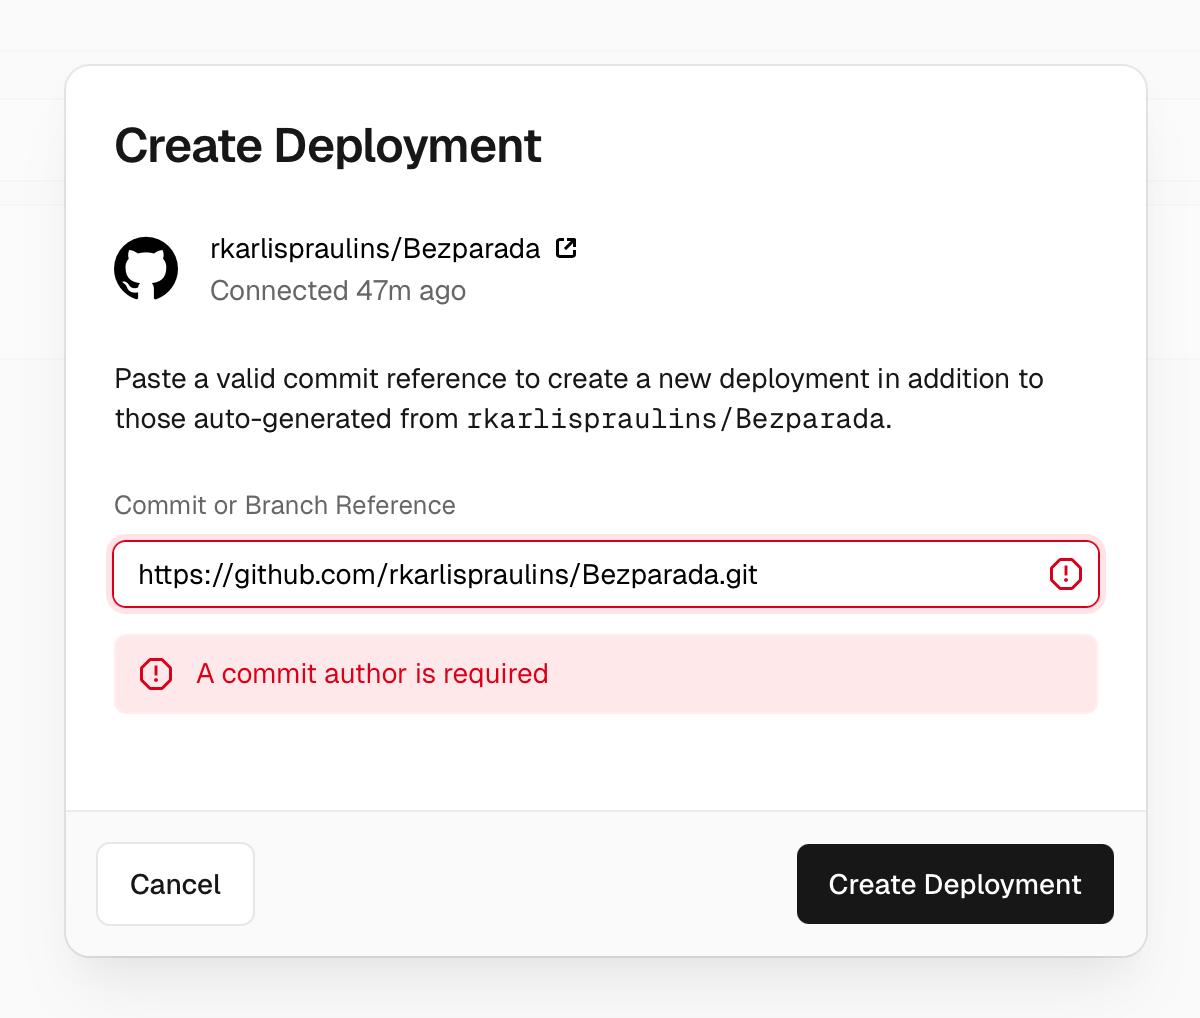 Create Deployment
rkarlispraulins/Bezparada
Connected 47m ago
Paste a valid commit reference to create a new deployment in addition to
those auto-generated from rkarlispraulins/Bezparada.
Commit or Branch Reference
https://github.com/rkarlispraulins/Bezparada.git
A commit author is required
Cancel
Create Deployment